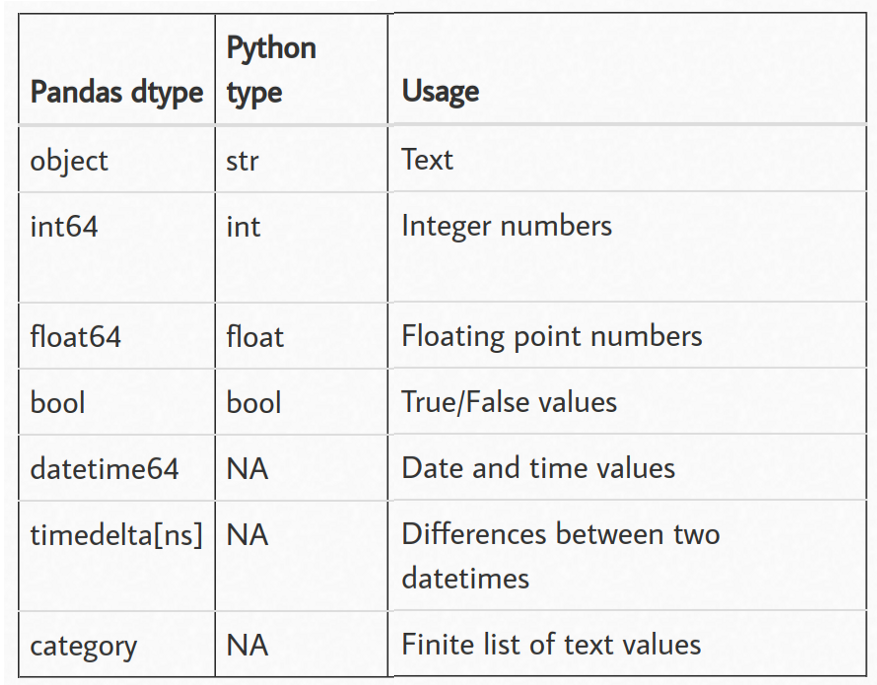 Pandas dtype Python type Usage
object str Text
int64 int Integer numbers
float64 float Floating point numbers
bool bool True/False values
datetime64 NA Date and time values
timedelta[ns] NA Differences between two
datetimes
category NA Finite list of text values